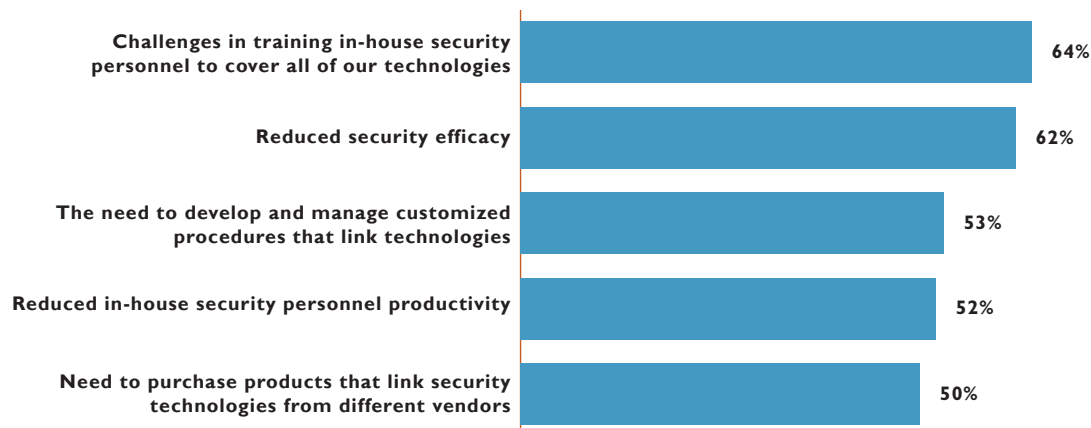 Challenges in training in-house security
personnel to cover all of our technologies
64%
Reduced security efficacy
62%
The need to develop and manage customized
procedures that link technologies
53%
Reduced in-house security personnel productivity
52%
Need to purchase products that link security
technologies from different vendors
50%